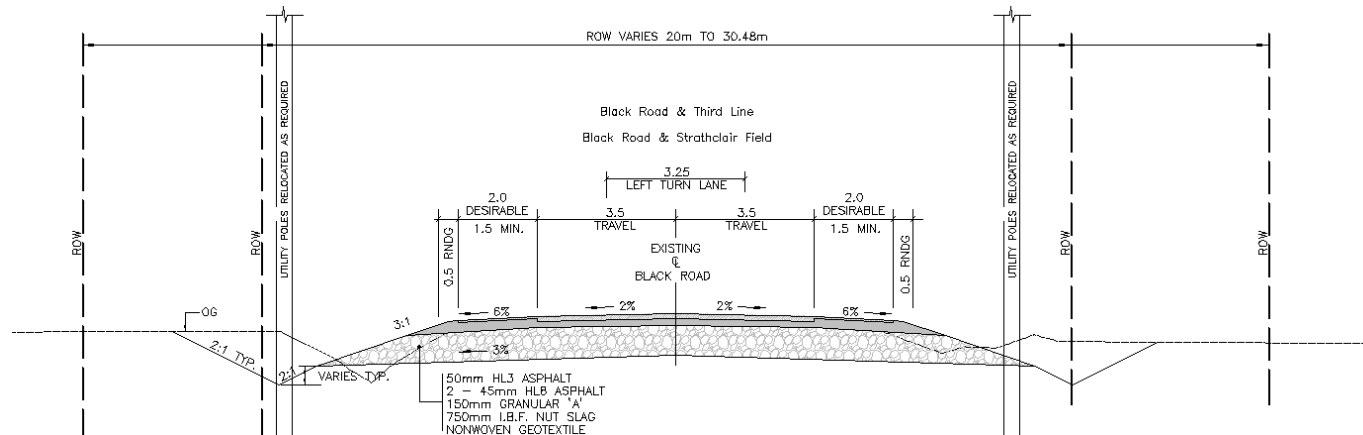 ROW VARIES 20m TO 30.48m
Black Road & Third Line
Black Road & Strathclair Field
3.25
LEFT TURN LANE
2.0
DESIRABLE
1.5 MIN.
3.5
TRAVEL
3.5
TRAVEL
2.0
DESIRABLE
1.5 MIN.
ROW
ROW
UTILITY POLES RELOCATED AS REQUIRED
0.5 RNDG
EXISTING
℄
BLACK ROAD
0.5 RNDG
UTILITY POLES RELOCATED AS REQUIRED
ROW
ROW
OG
3:1
6%
2%
2%
6%
2:1 TYP.
2:1
VARIES TYP.
3%
50mm HL3 ASPHALT
2 - 45mm HL8 ASPHALT
150mm GRANULAR 'A'
750mm I.B.F. NUT SLAG
NONWOVEN GEOTEXTILE